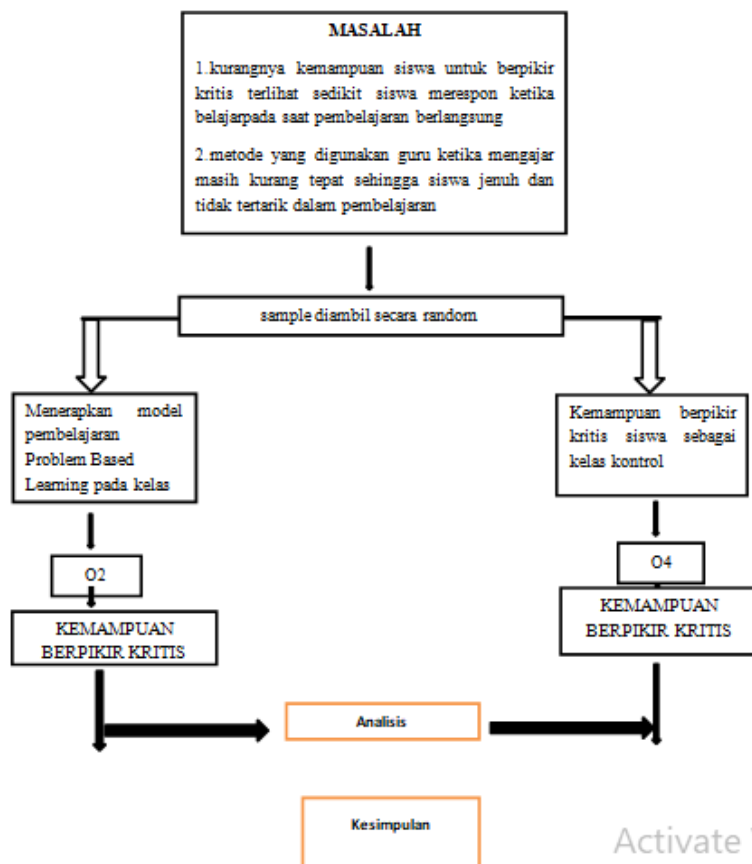 MASALAH
1.kurangnya kemampuan siswa untuk berpikir
kritis terlihat sedikit siswa merespon ketika
belajarpada saat pembelajaran berlangsung
2.metode yang digunakan guru ketika mengajar
masih kurang tepat sehingga siswa jenuh dan
tidak tertarik dalam pembelajaran
sample diambil secara random
Menerapkan model
pembelajaran
Problem Based
Learning pada kelas
Kemampuan berpikir
kritis siswa sebagai
kelas kontrol
O2
O4
KEMAMPUAN
BERPIKIR KRITIS
KEMAMPUAN
BERPIKIR KRITIS
Analisis
Kesimpulan
Activate